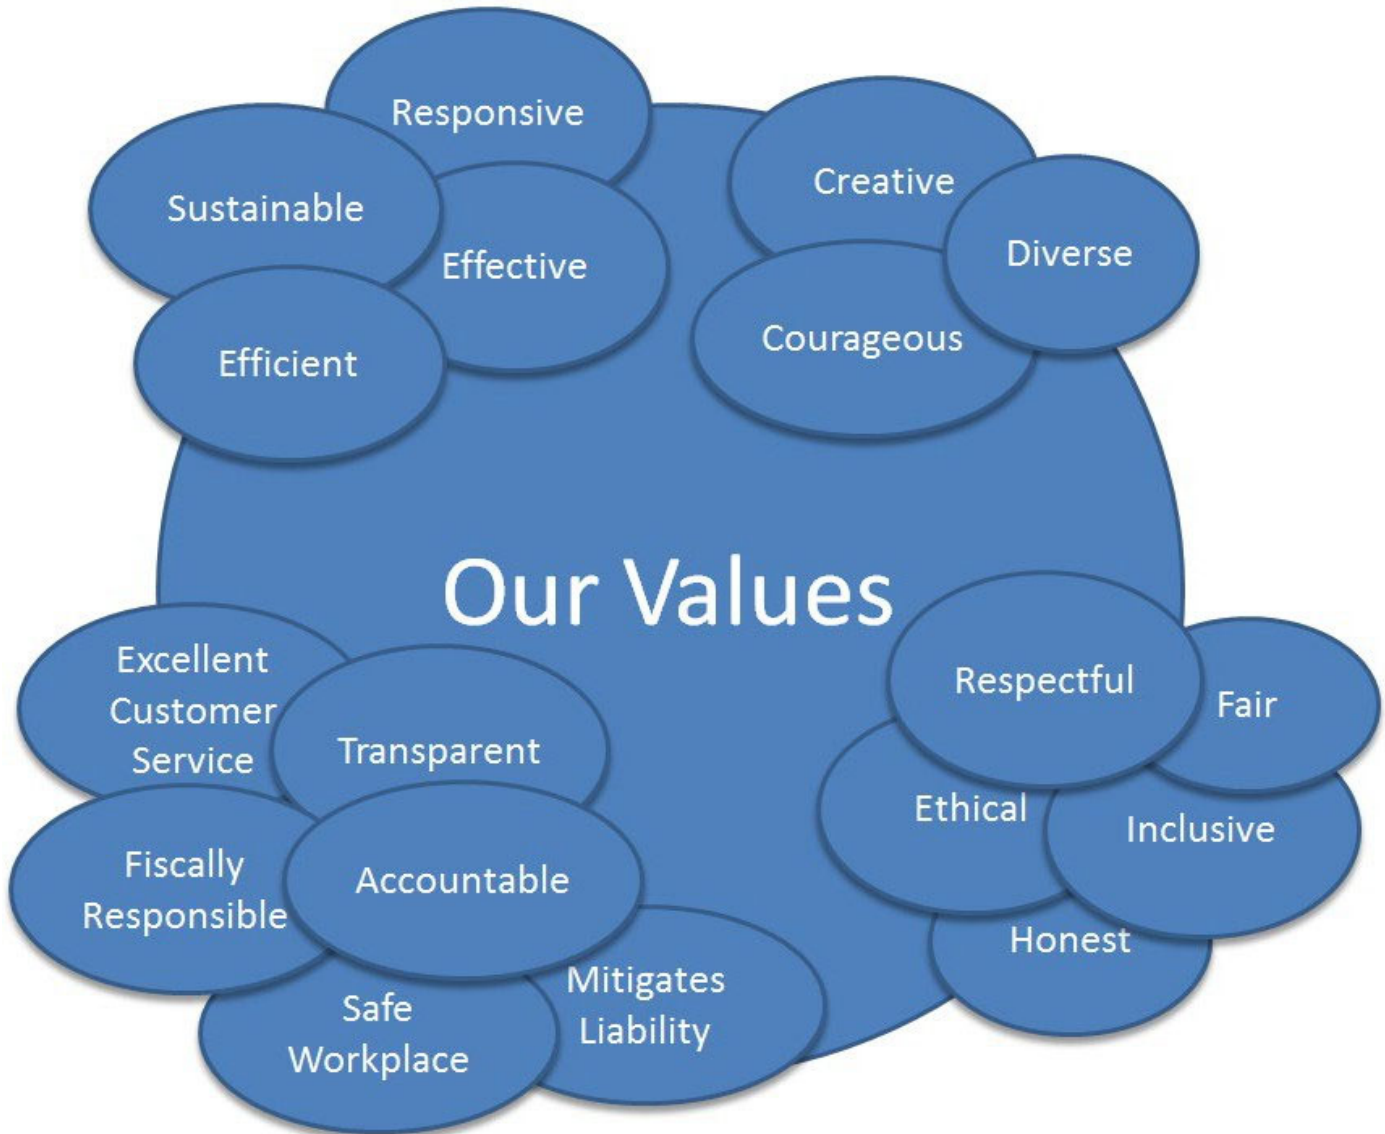 Responsive
Sustainable
Effective
Efficient
Creative
Diverse
Courageous
Our Values
Excellent
Customer
Service
Transparent
Fiscally
Responsible
Accountable
Safe
Workplace
Mitigates
Liability
Respectful
Fair
Ethical
Inclusive
Honest